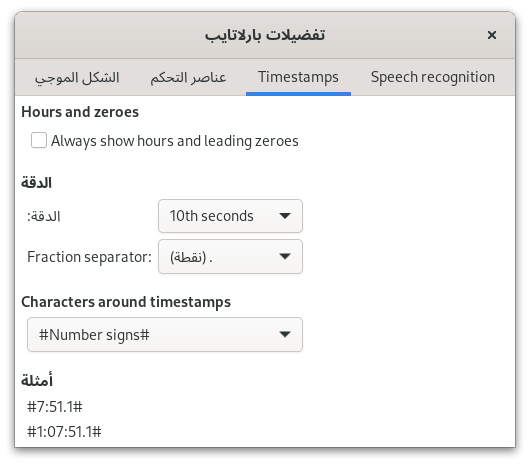 تفضيلات بارلاتايب
الشكل الموجي عناصر التحكم Timestamps Speech recognition
Hours and zeroes
Always show hours and leading zeroes
الدقة
الدقة: 10th seconds
Fraction separator: . (نقطة)
Characters around timestamps
#Number signs#
أمثلة
#7:51.1#
#1:07:51.1#